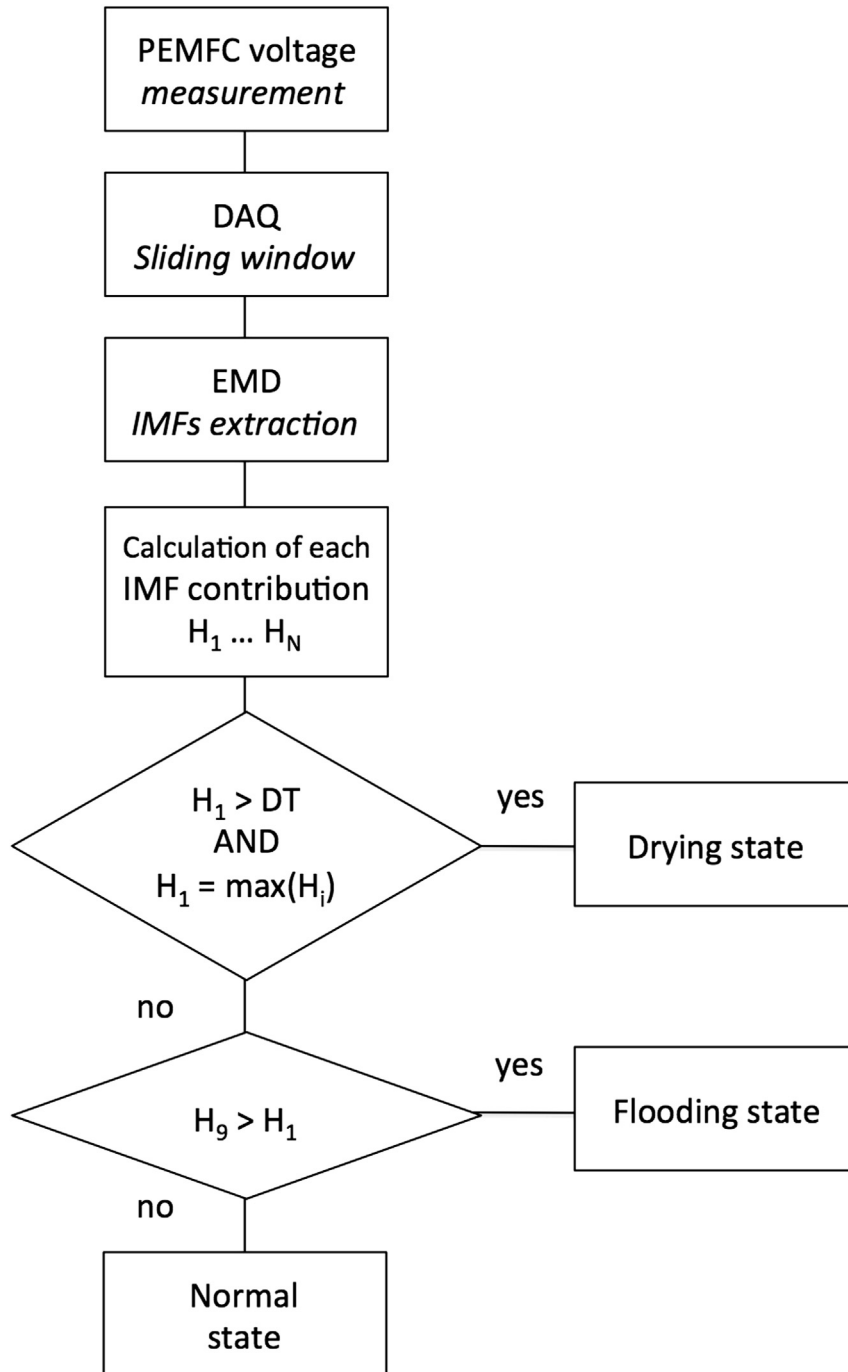 PEMFC voltage
measurement
DAQ
Sliding window
EMD
IMFs extraction
Calculation of each
IMF contribution
H₁ ... H_N
H₁ > DT
AND
H₁ = max(Hᵢ)
yes
Drying state
no
H₉ > H₁
yes
Flooding state
no
Normal
state